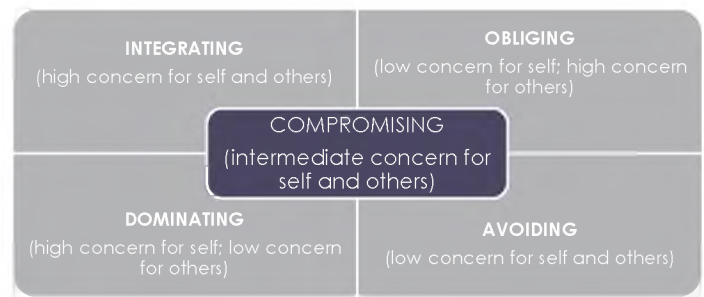 INTEGRATING
(high concern for self and others)
OBLIGING
(low concern for self; high concern
for others)
COMPROMISING
(intermediate concern for
self and others)
DOMINATING
(high concern for self; low concern
for others)
AVOIDING
(low concern for self and others)